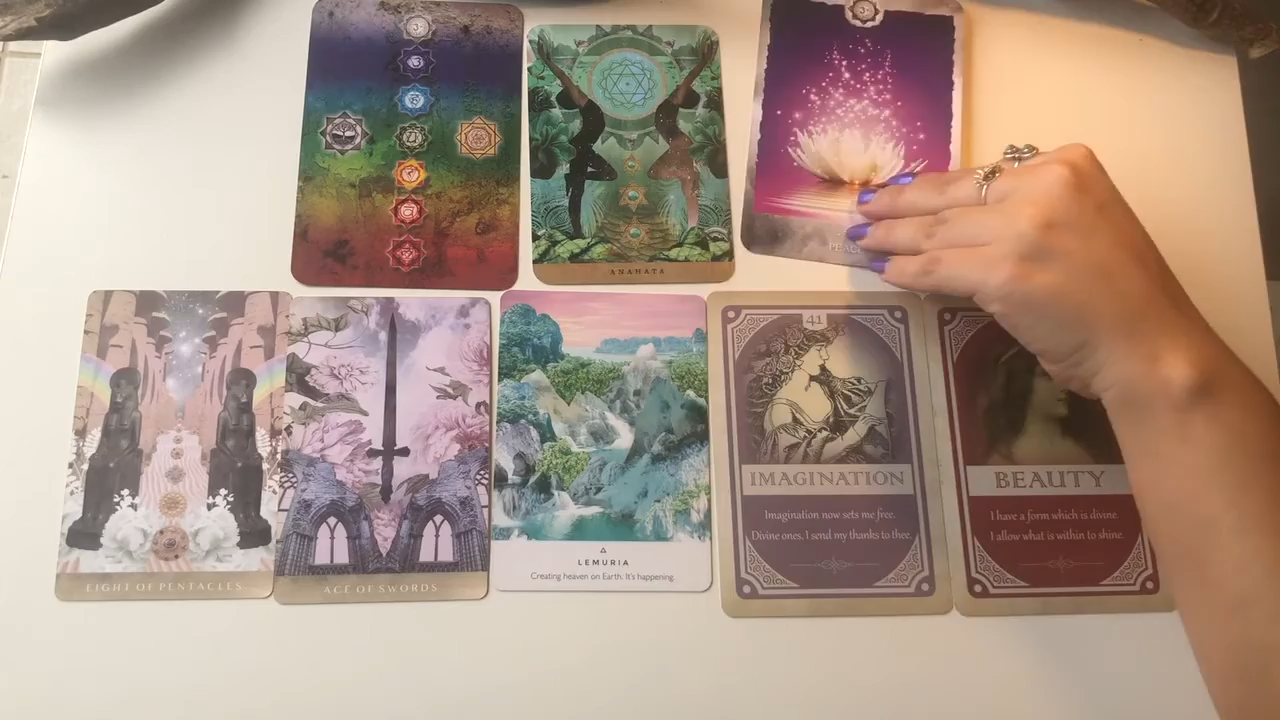 ANAHATA
EIGHT OF PENTACLES
ACE OF SWORDS
LEMURIA
Creating heaven on Earth. It's happening.
41
IMAGINATION
Imagination now sets me free.
Divine ones, I send my thanks to thee.
BEAUTY
I have a form which is divine.
I allow what is within to shine.